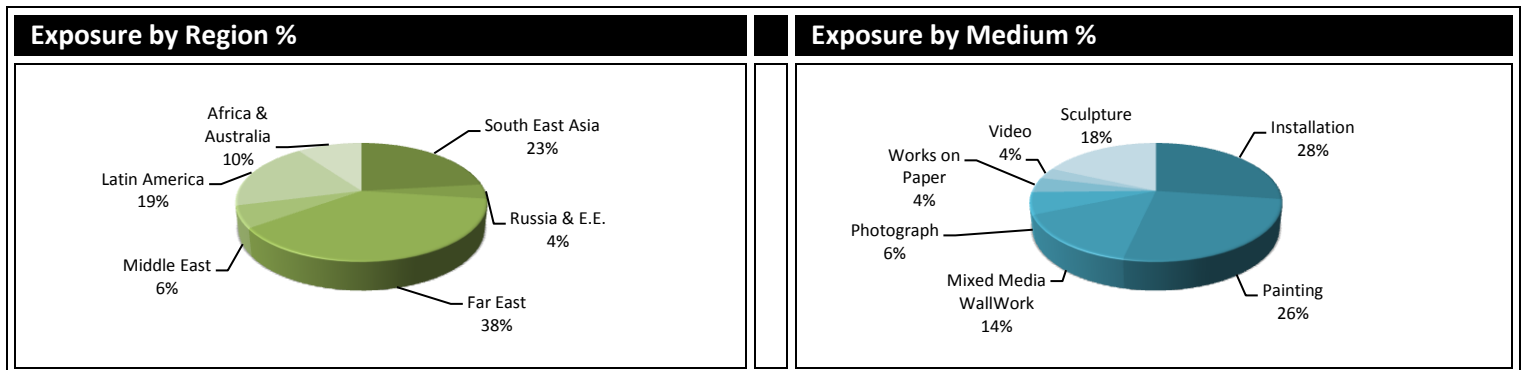 Exposure by Region %
Africa &
Australia
10%
South East Asia
23%
Latin America
19%
Russia & E.E.
4%
Middle East
6%
Far East
38%
Exposure by Medium %
Sculpture
18%
Video
4%
Installation
28%
Works on
Paper
4%
Photograph
6%
Mixed Media
WallWork
14%
Painting
26%